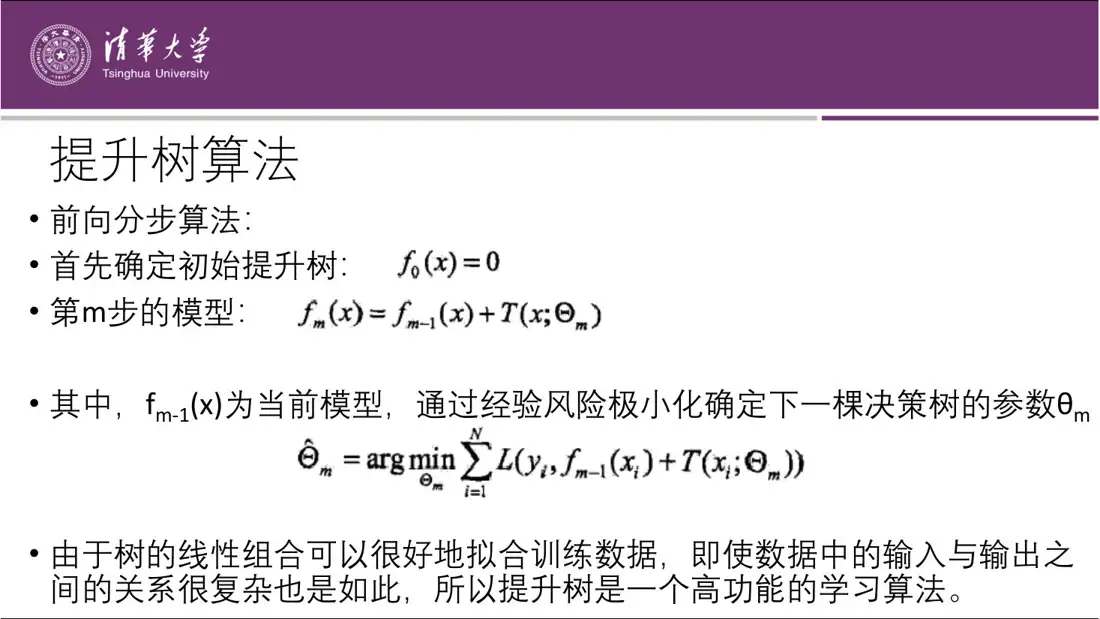 清华大学
Tsinghua University
提升树算法
• 前向分步算法：
• 首先确定初始提升树： f₀(x)=0
• 第m步的模型： fₘ(x)=fₘ₋₁(x)+T(x;Θₘ)
• 其中，fₘ₋₁(x)为当前模型，通过经验风险极小化确定下一棵决策树的参数θₘ
Θ̂ₘ = arg min_{Θₘ} ∑_{i=1}^{N} L(yᵢ, fₘ₋₁(xᵢ)+T(xᵢ;Θₘ))
• 由于树的线性组合可以很好地拟合训练数据，即使数据中的输入与输出之
间的关系很复杂也是如此，所以提升树是一个高功能的学习算法。